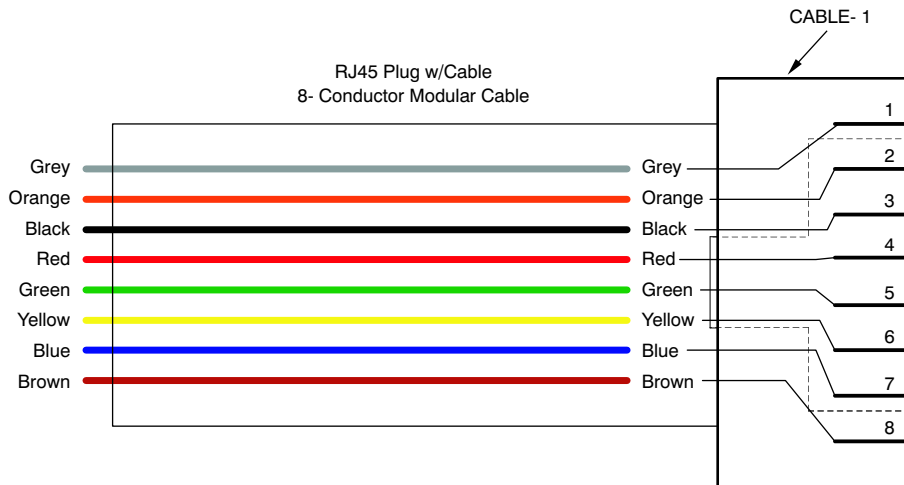 CABLE- 1
RJ45 Plug w/Cable
8- Conductor Modular Cable
1
Grey Grey 2
Orange Orange
Black Black 3
Red Red 4
Green Green 5
Yellow Yellow 6
Blue Blue
Brown Brown 7
8